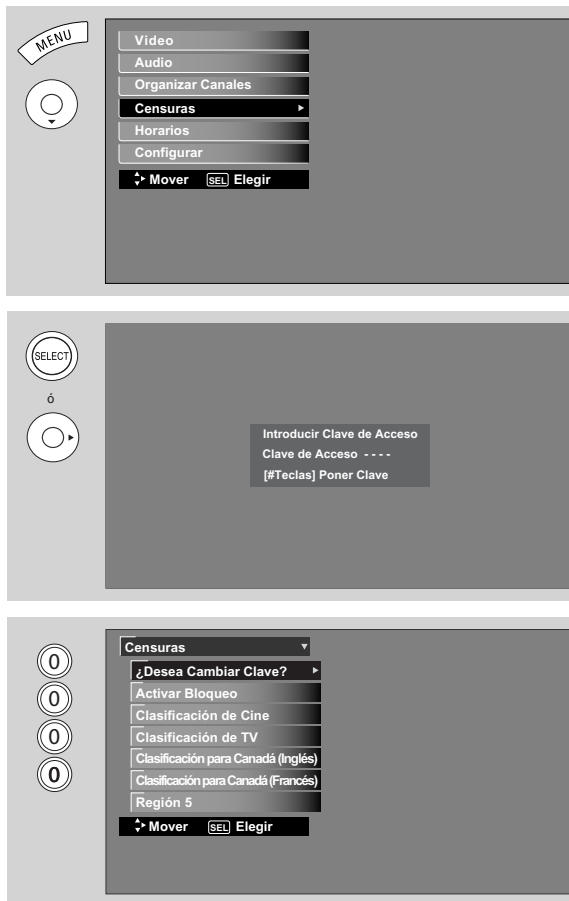 MENU
Video
Audio
Organizar Canales
Censuras
Horarios
Configurar
Mover SEL Elegir
SELECT
ó
Introducir Clave de Acceso
Clave de Acceso - - - -
[#Teclas] Poner Clave
0
0
0
0
Censuras
¿Desea Cambiar Clave?
Activar Bloqueo
Clasificación de Cine
Clasificación de TV
Clasificación para Canadá (Inglés)
Clasificación para Canadá (Francés)
Región 5
Mover SEL Elegir